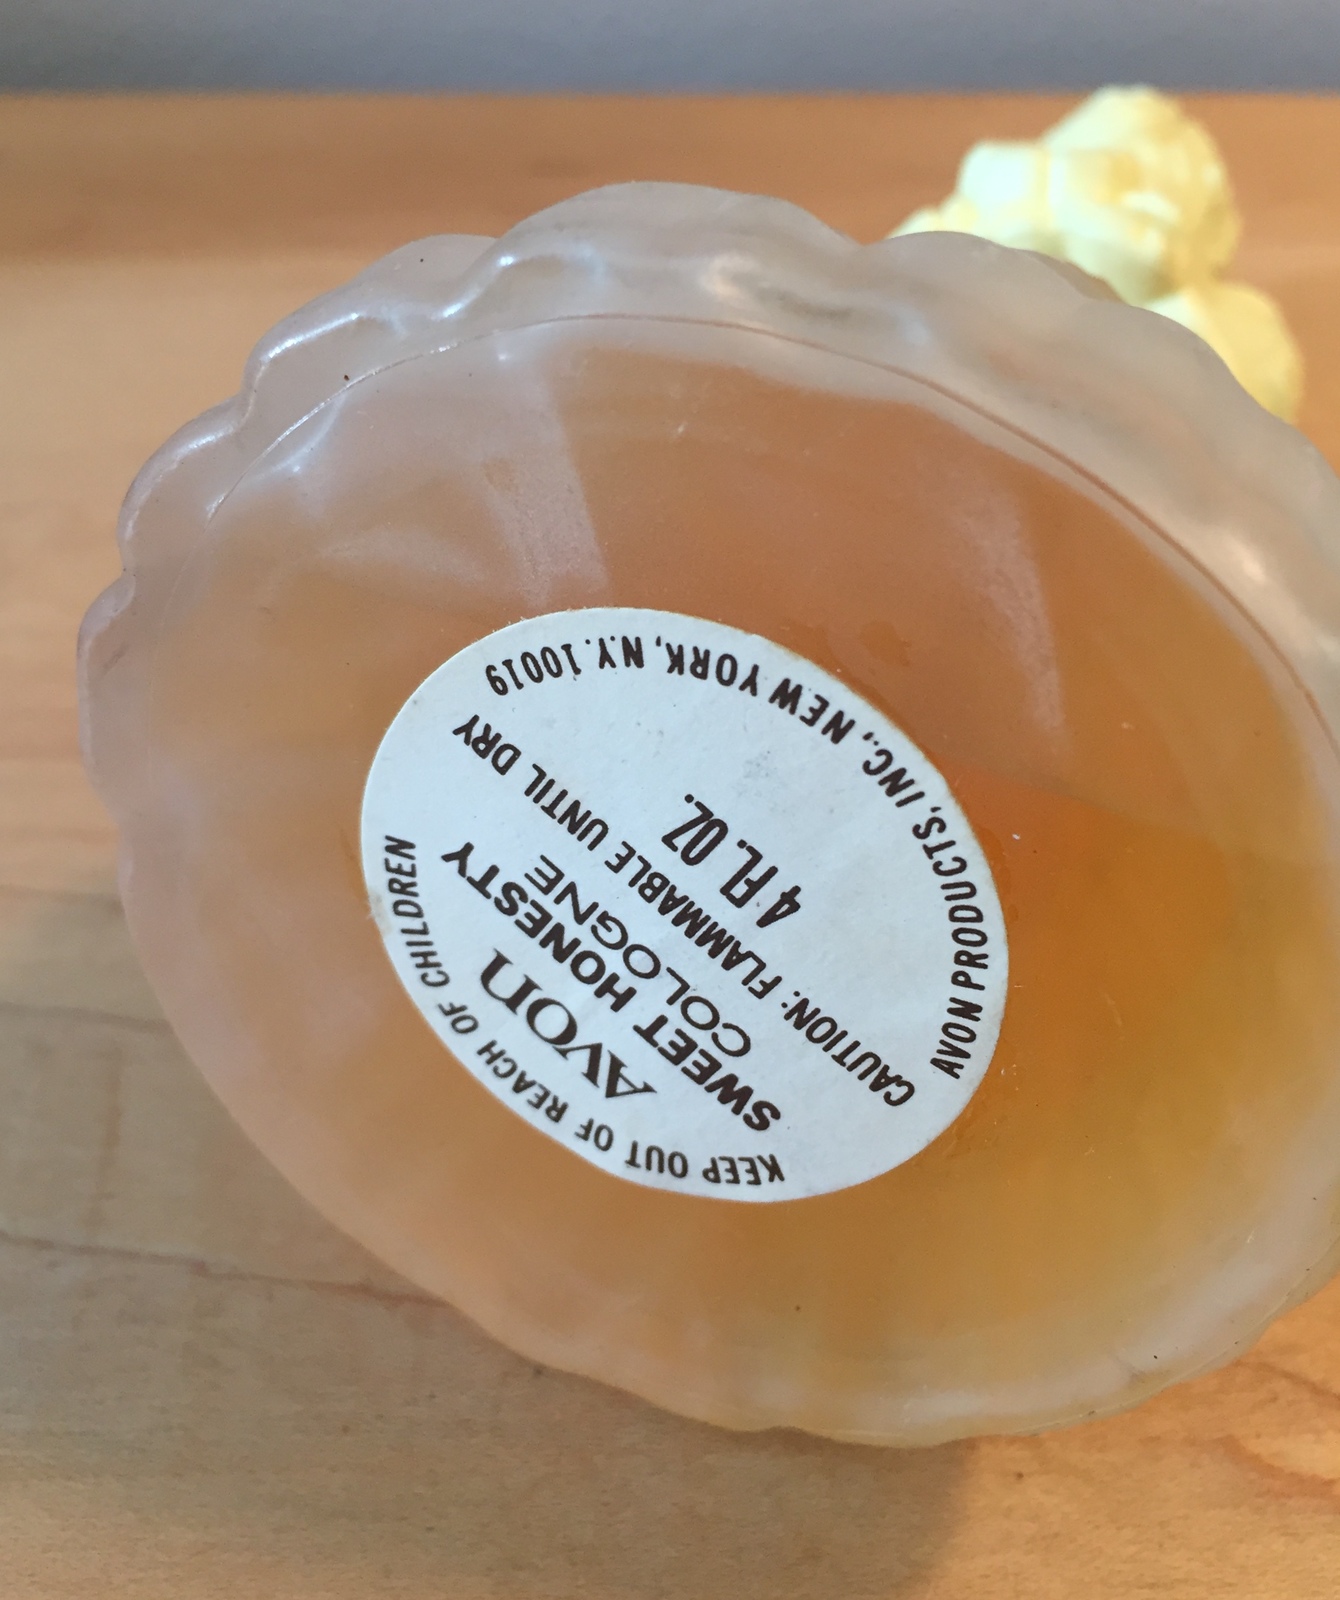 KEEP OUT OF REACH OF CHILDREN
AVON
SWEET HONESTY
COLOGNE
CAUTION: FLAMMABLE UNTIL DRY
4 FL. OZ.
AVON PRODUCTS, INC., NEW YORK, N.Y. 10019